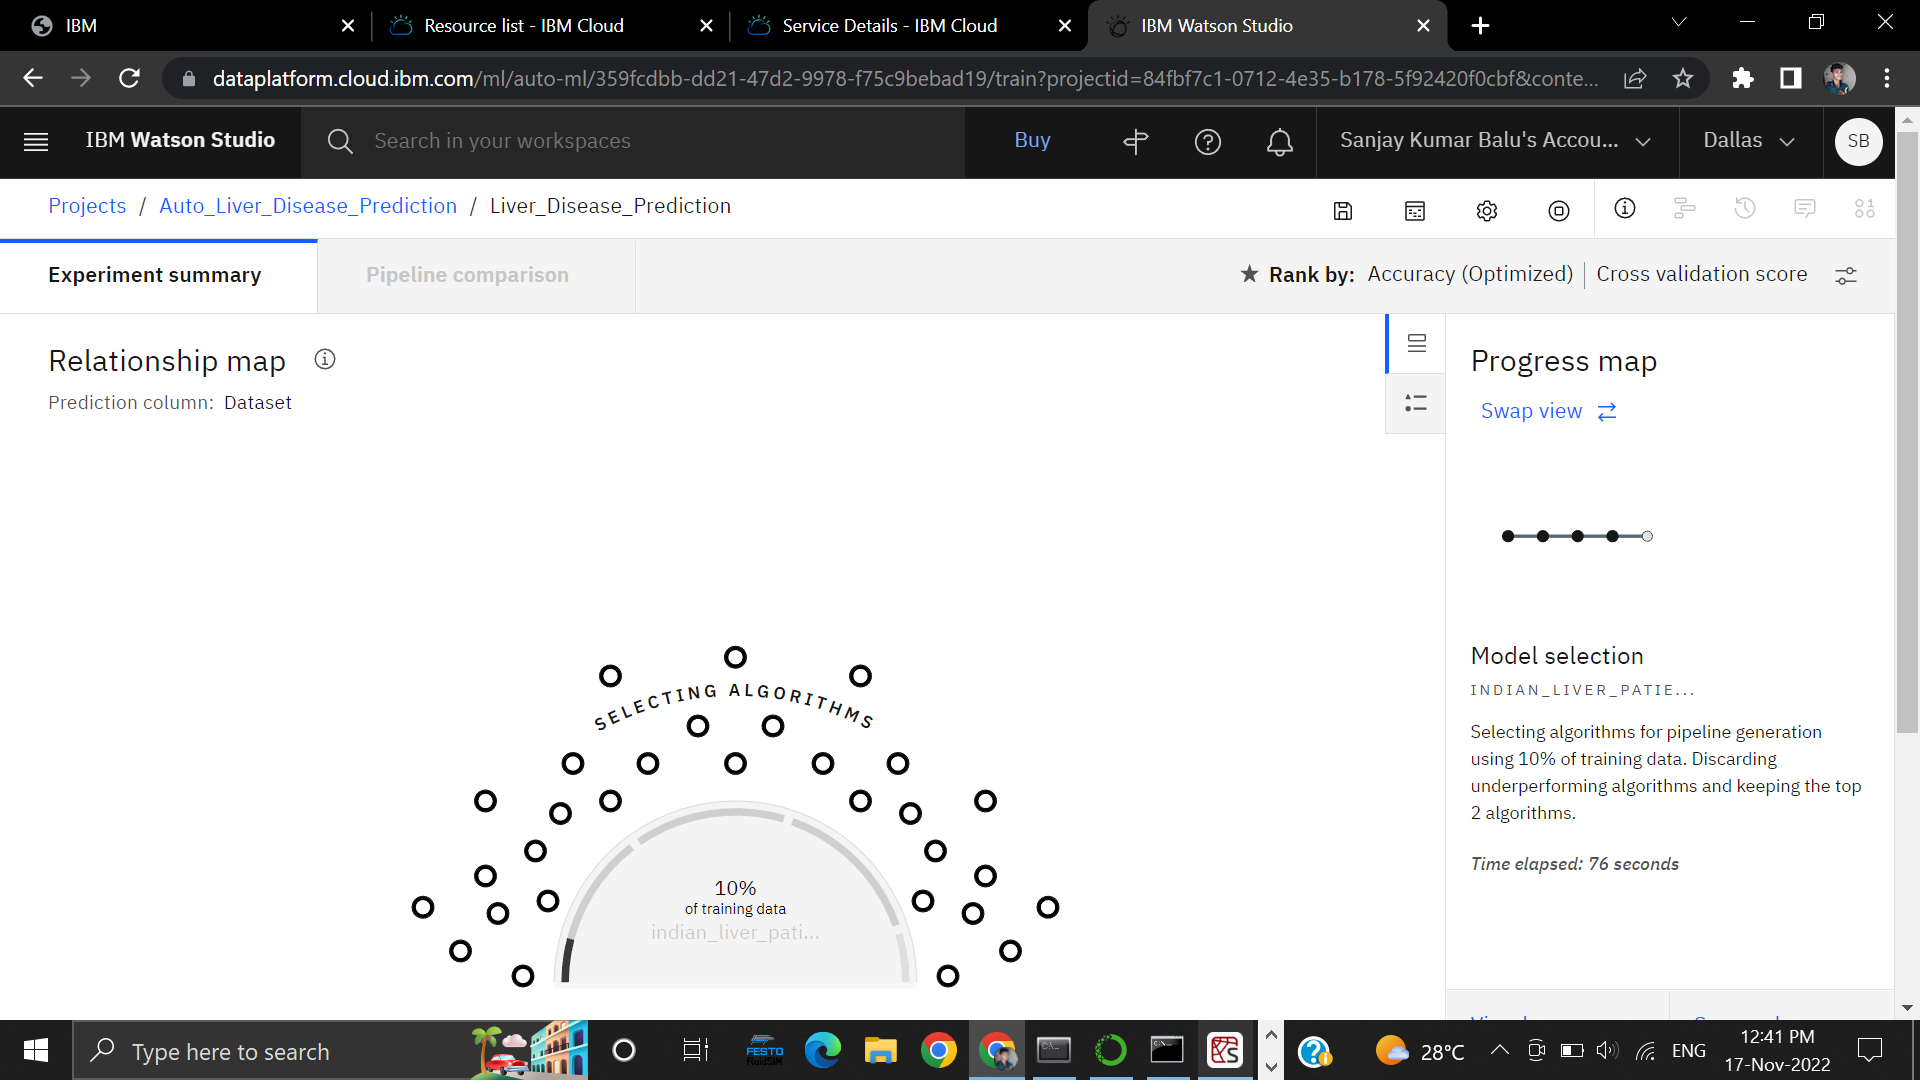 IBM
Resource list - IBM Cloud
Service Details - IBM Cloud
IBM Watson Studio
dataplatform.cloud.ibm.com/ml/auto-ml/359fcdbb-dd21-47d2-9978-f75c9bebad19/train?projectid=84fbf7c1-0712-4e35-b178-5f92420f0cbf&conte...
IBM Watson Studio
Search in your workspaces
Buy
Sanjay Kumar Balu's Accou...
Dallas
SB
Projects / Auto_Liver_Disease_Prediction / Liver_Disease_Prediction
Experiment summary
Pipeline comparison
Rank by: Accuracy (Optimized) | Cross validation score
Relationship map
Prediction column: Dataset
SELECTING ALGORITHMS
10%
of training data
indian_liver_pati...
Progress map
Swap view
Model selection
INDIAN_LIVER_PATIE...
Selecting algorithms for pipeline generation
using 10% of training data. Discarding
underperforming algorithms and keeping the top
2 algorithms.
Time elapsed: 76 seconds
Type here to search
FESTO
FluidSIM
28°C
ENG
12:41 PM
17-Nov-2022